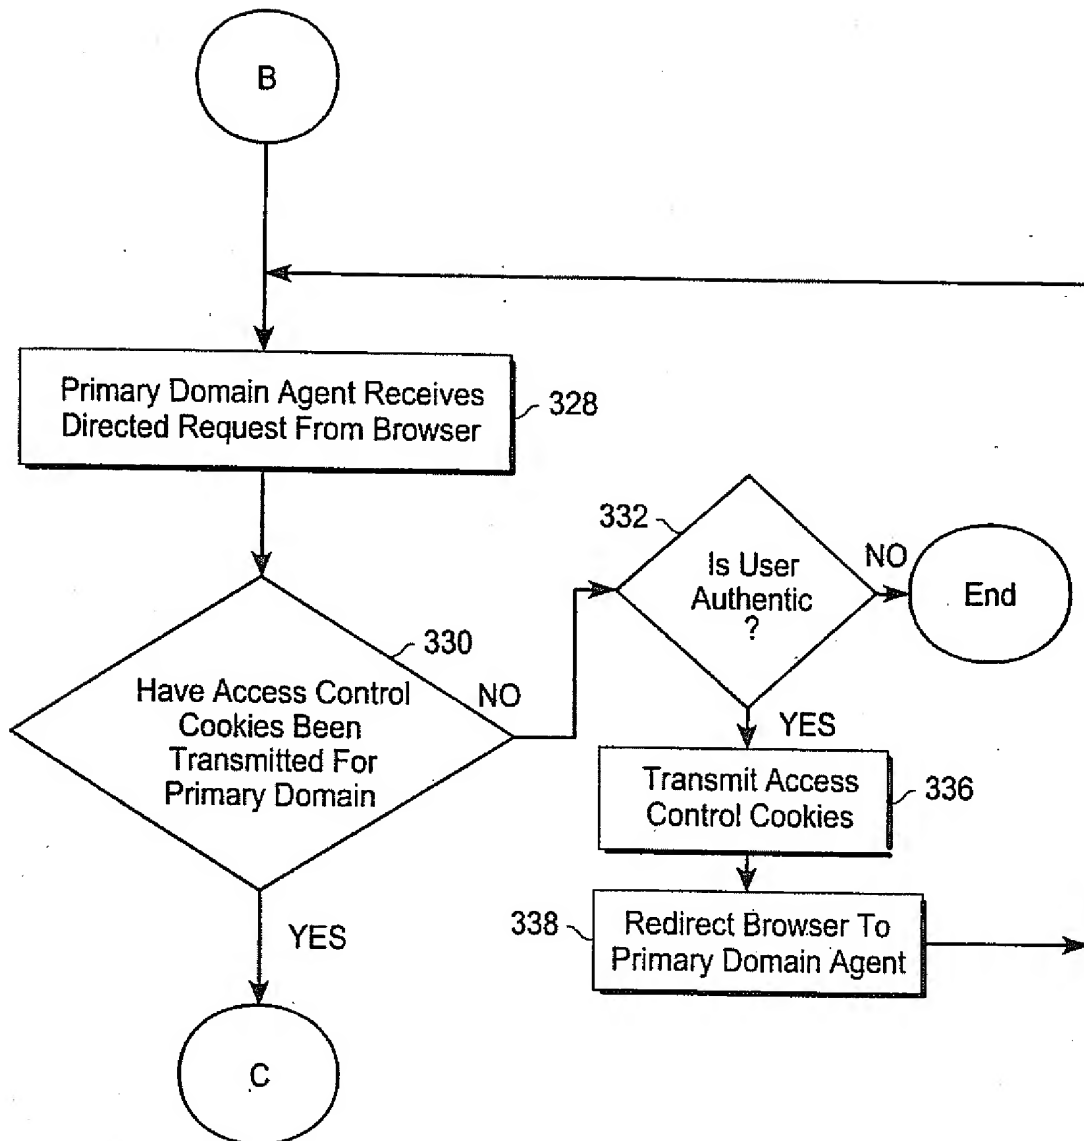 B
Primary Domain Agent Receives
Directed Request From Browser
328
330
Have Access Control
Cookies Been
Transmitted For
Primary Domain
NO
YES
C
332
Is User
Authentic
?
NO
End
YES
Transmit Access
Control Cookies
336
338
Redirect Browser To
Primary Domain Agent